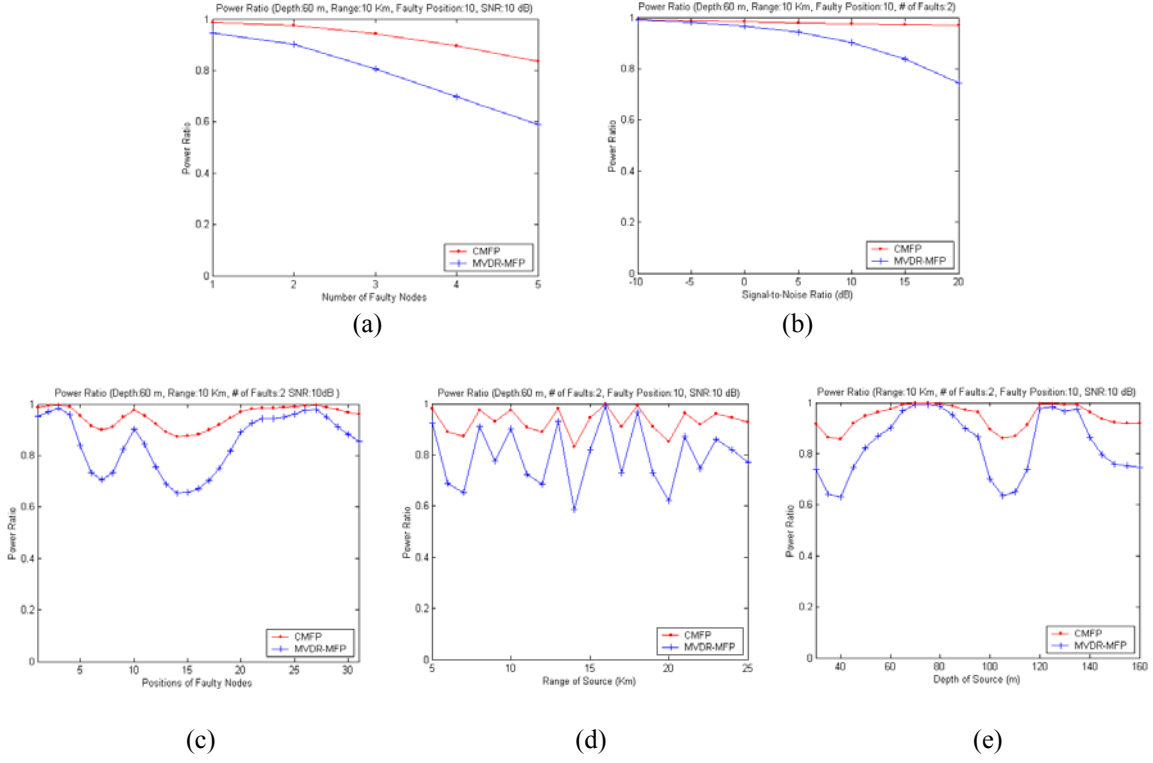 Power Ratio (Depth:60 m, Range:10 Km, Faulty Position:10, SNR:10 dB)
1
0.8
0.6
0.4
0.2
0
Power Ratio
CMFP
MVDR-MFP
1 2 3 4 5
Number of Faulty Nodes
(a)
Power Ratio (Depth:60 m, Range:10 Km, Faulty Position:10, # of Faults:2)
1
0.8
0.6
0.4
0.2
0
Power Ratio
CMFP
MVDR-MFP
-10 -5 0 5 10 15 20
Signal-to-Noise Ratio (dB)
(b)
Power Ratio (Depth:60 m, Range:10 Km, # of Faults:2 SNR:10dB )
1
0.8
0.6
0.4
0.2
0
Power Ratio
CMFP
MVDR-MFP
5 10 15 20 25 30
Positions of Faulty Nodes
(c)
Power Ratio (Depth:60 m, # of Faults:2, Faulty Position:10, SNR:10 dB)
1
0.8
0.6
0.4
0.2
0
Power Ratio
CMFP
MVDR-MFP
5 10 15 20 25
Range of Source (Km)
(d)
Power Ratio (Range:10 Km, # of Faults:2, Faulty Position:10, SNR:10 dB)
1
0.8
0.6
0.4
0.2
0
Power Ratio
CMFP
MVDR-MFP
40 60 80 100 120 140 160
Depth of Source (m)
(e)